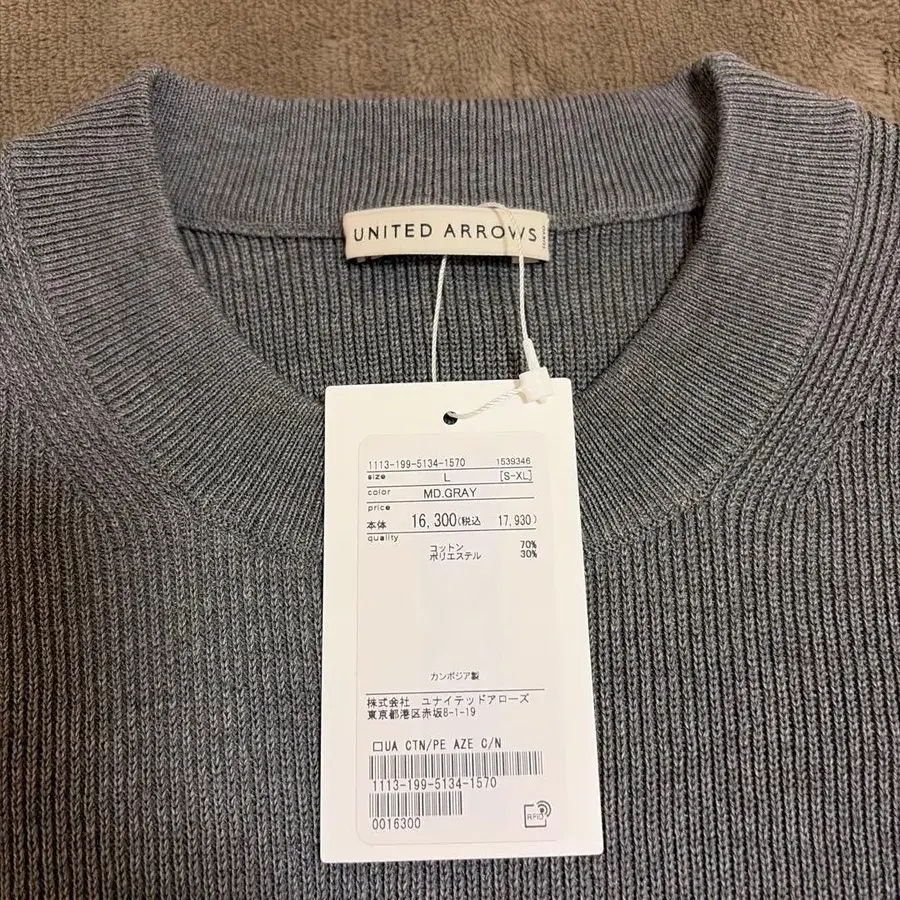 UNITED ARROWS
TOKYO
1113-199-5134-1570 1539346
size L [S-XL]
color MD.GRAY
price
本体 16,300(税込 17,930)
quality
コットン 70%
ポリエステル 30%
カンボジア製
株式会社 ユナイテッドアローズ
東京都港区赤坂8-1-19
□UA CTN/PE AZE C/N
1113-199-5134-1570
0016300
RFID